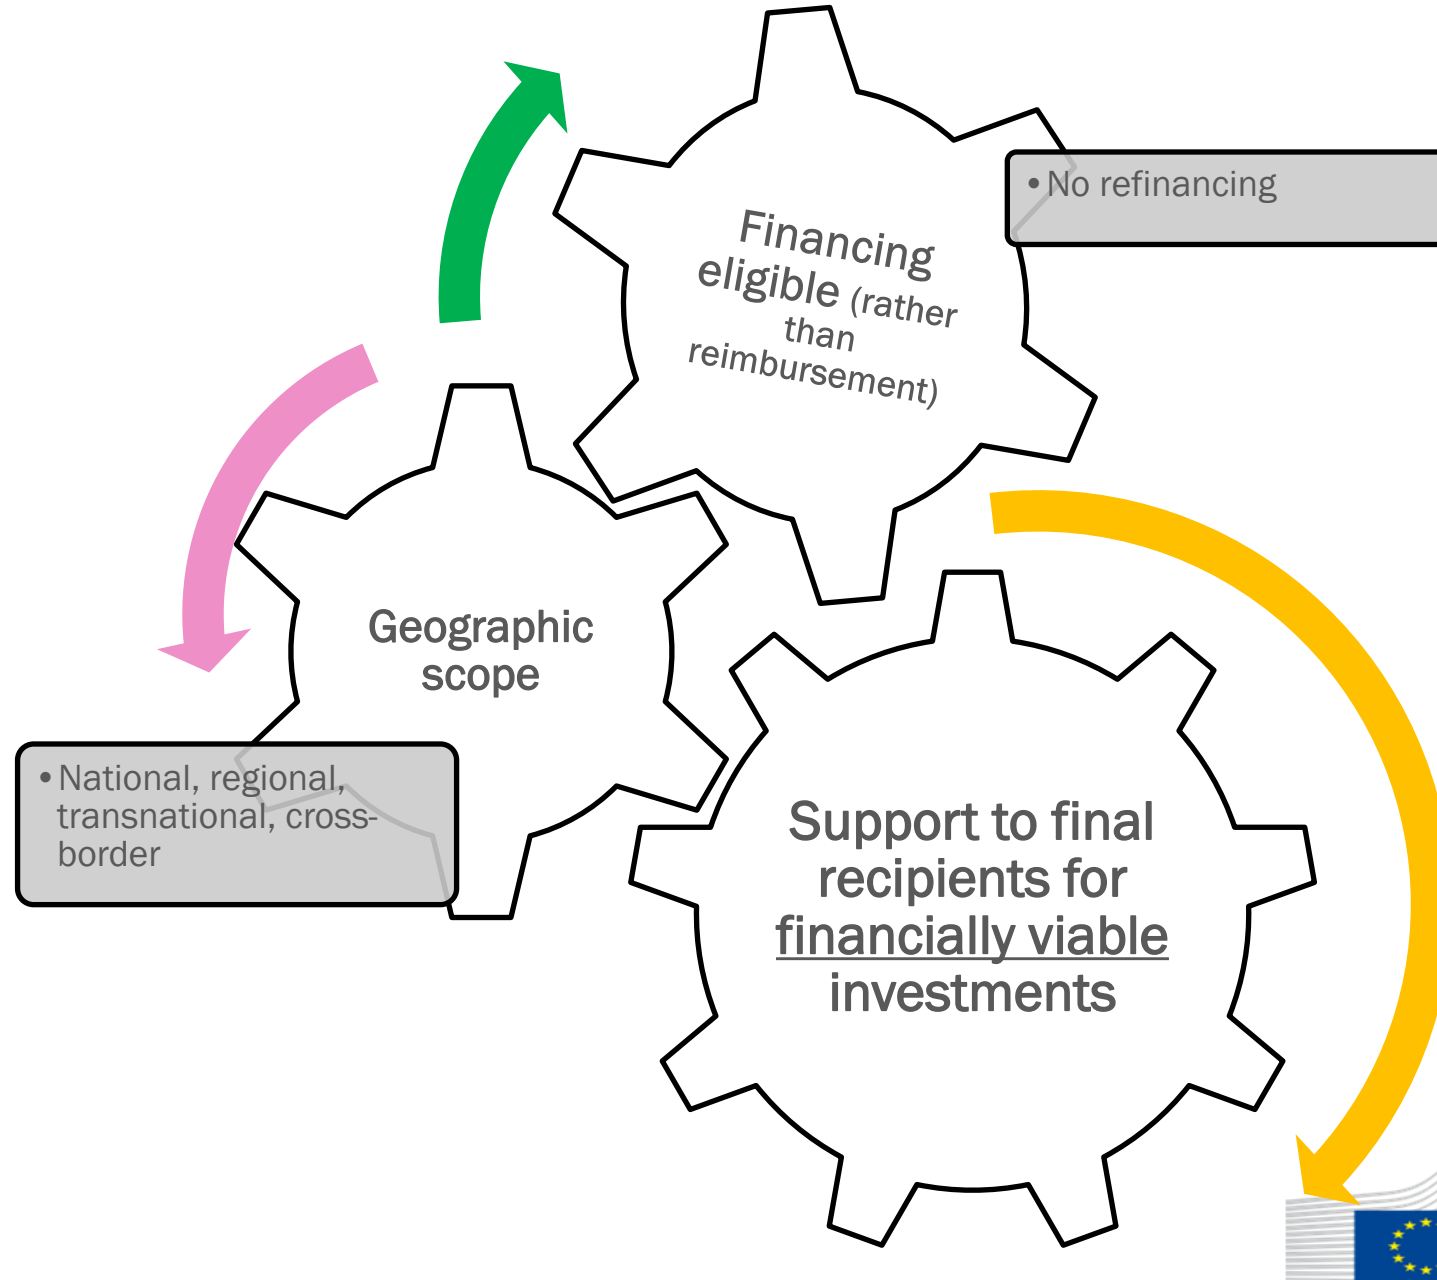 • No refinancing
Financing
eligible (rather
than
reimbursement)
Geographic
scope
• National, regional,
transnational, cross-
border
Support to final
recipients for
financially viable
investments